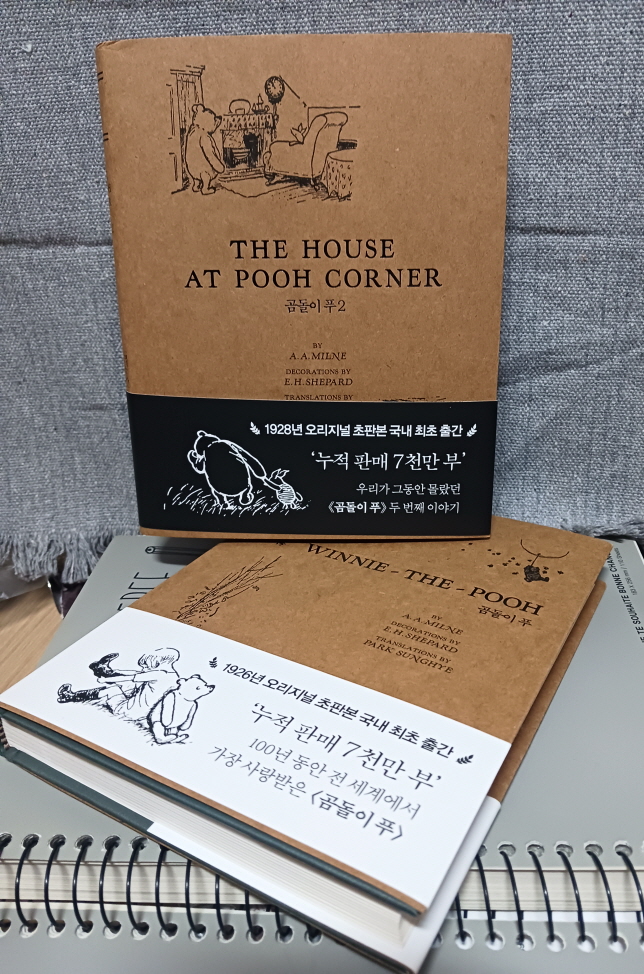 THE HOUSE
AT POOH CORNER
곰돌이 푸 2
BY
A.A.MILNE
DECORATIONS BY
E.H.SHEPARD
TRANSLATIONS BY
1928년 오리지널 초판본 국내 최초 출간
'누적 판매 7천만 부'
우리가 그동안 몰랐던
《곰돌이 푸》 두 번째 이야기
WINNIE-THE-POOH
곰돌이 푸
BY
A.A.MILNE
DECORATIONS BY
E.H.SHEPARD
TRANSLATIONS BY
PARK SUNGHYE
1926년 오리지널 초판본 국내 최초 출간
'누적 판매 7천만 부'
100년 동안 전 세계에서
가장 사랑받은 《곰돌이 푸》
TE SOUHAITE BONNE CHA